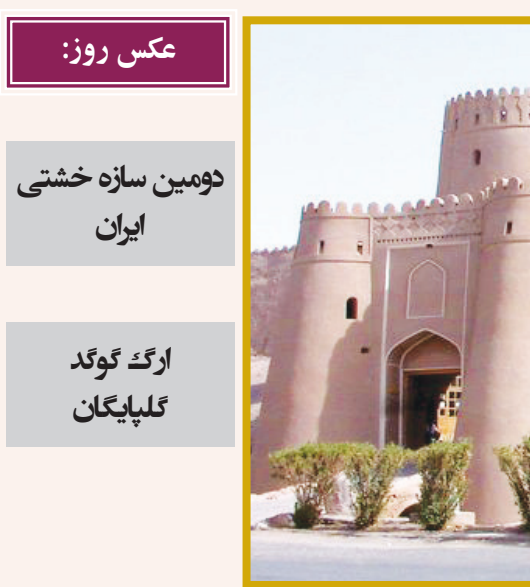 عکس روز:
دومین سازه خشتی
ایران
ارگ گوگد
گلپایگان